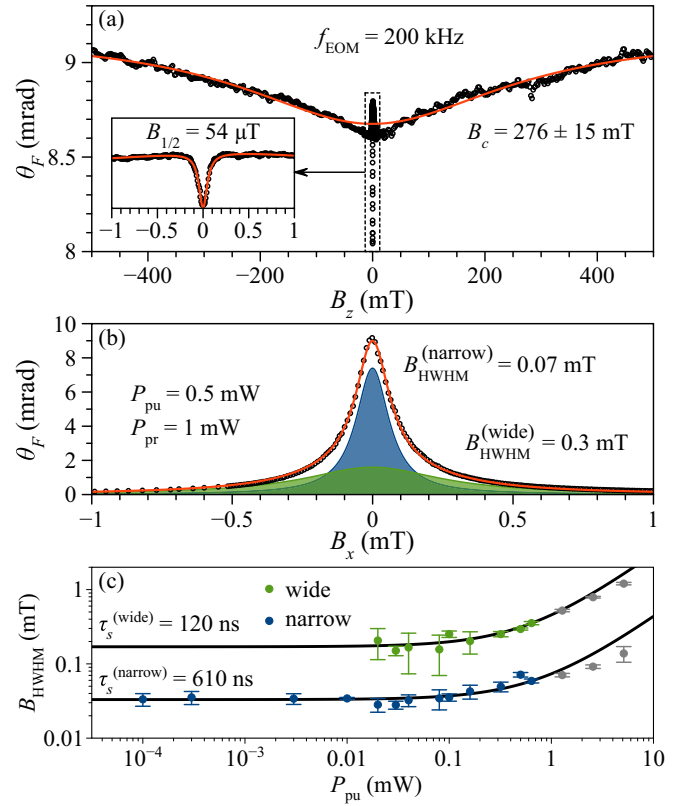 (a)
f_EOM = 200 kHz
9
8.5
8
θ_F (mrad)
B_1/2 = 54 μT
−1 −0.5 0 0.5 1
B_c = 276 ± 15 mT
−400 −200 0 200 400
B_z (mT)
(b)
10
8
6
4
2
0
θ_F (mrad)
P_pu = 0.5 mW
P_pr = 1 mW
B_HWHM^(narrow) = 0.07 mT
B_HWHM^(wide) = 0.3 mT
−1 −0.5 0 0.5 1
B_x (mT)
(c)
wide
narrow
1
0.1
0.01
B_HWHM (mT)
τ_s^(wide) = 120 ns
τ_s^(narrow) = 610 ns
10^−4 10^−3 0.01 0.1 1 10
P_pu (mW)